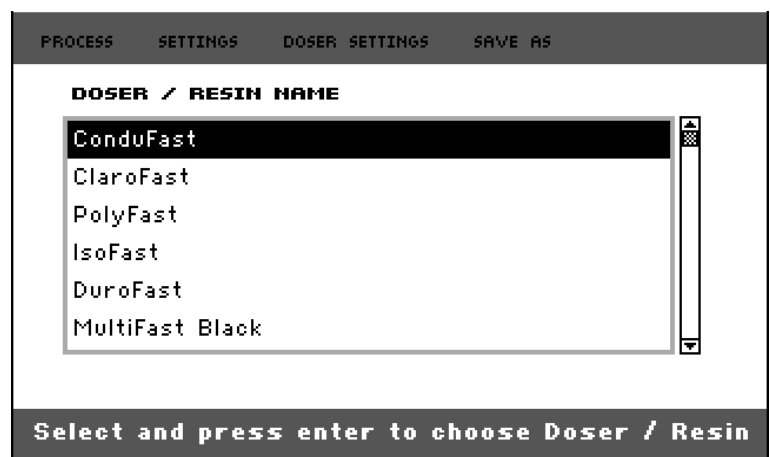 PROCESS SETTINGS DOSER SETTINGS SAVE AS
DOSER / RESIN NAME
ConduFast
ClaroFast
PolyFast
IsoFast
DuroFast
MultiFast Black
Select and press enter to choose Doser / Resin